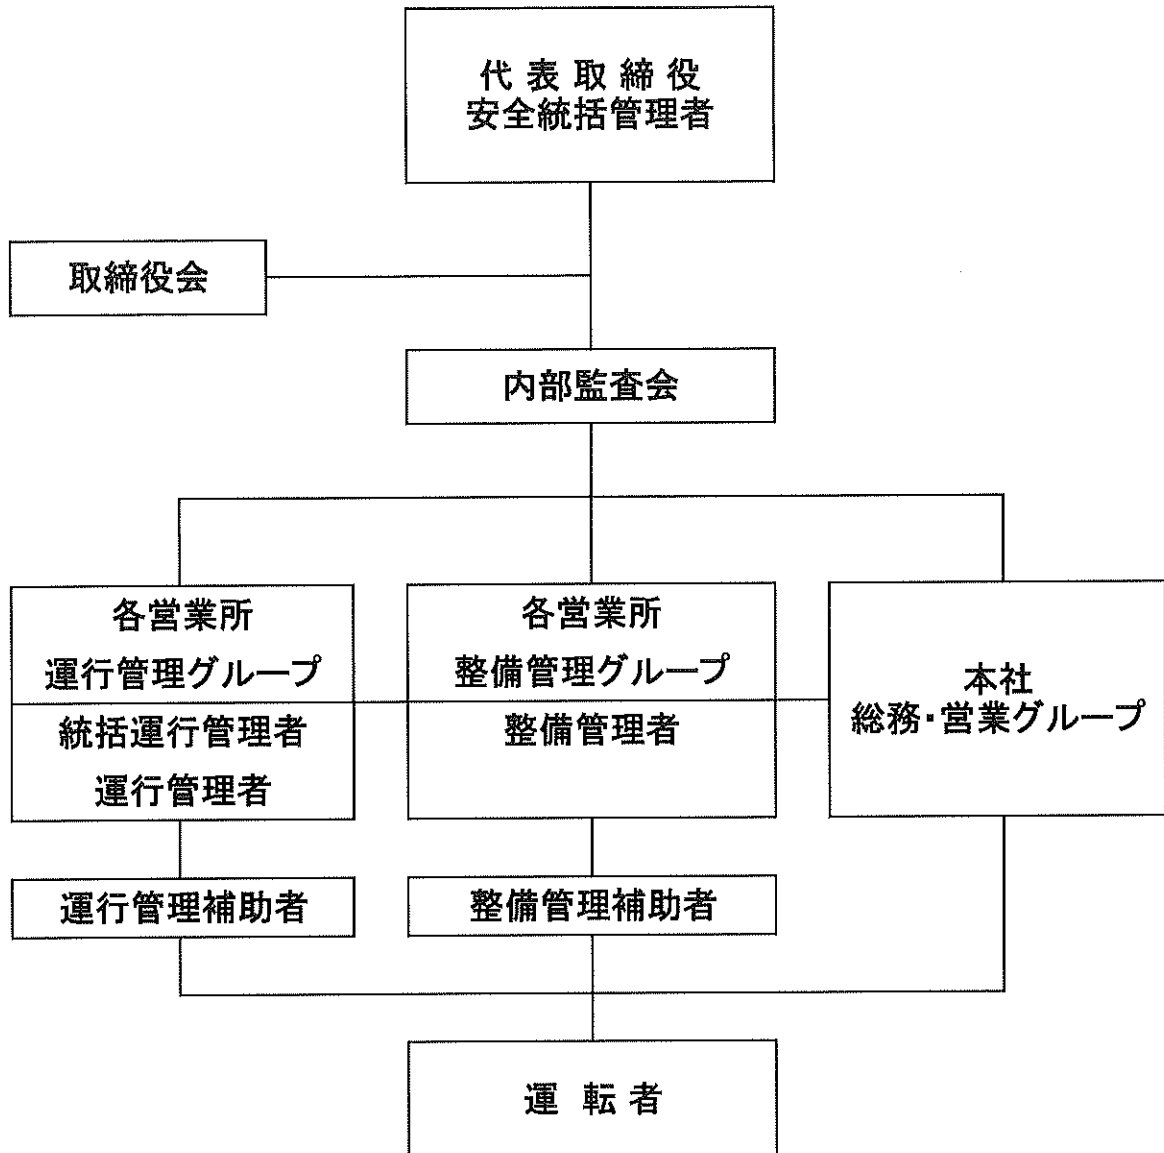 代表取締役
安全統括管理者
取締役会
内部監査会
各営業所
運行管理グループ
統括運行管理者
運行管理者
各営業所
整備管理グループ
整備管理者
本社
総務・営業グループ
運行管理補助者
整備管理補助者
運転者